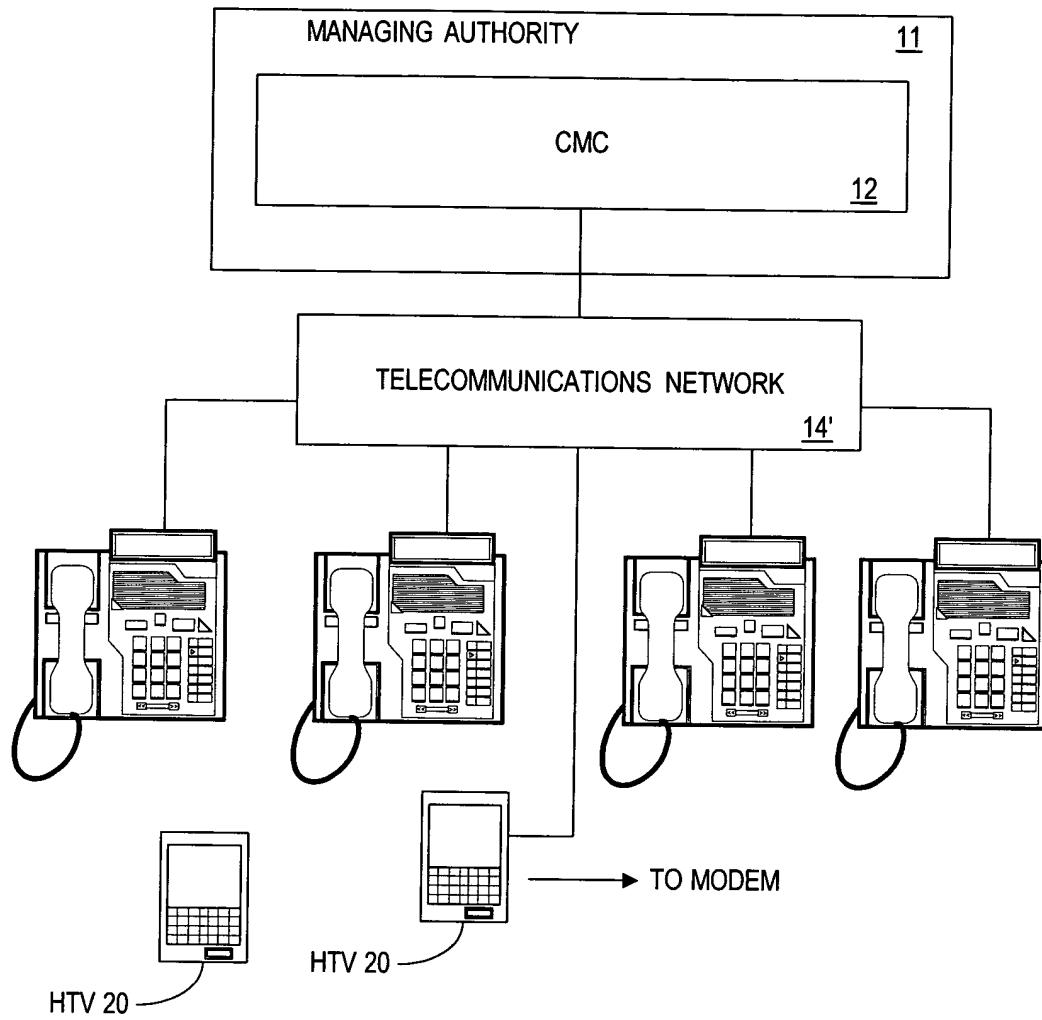 MANAGING AUTHORITY
11
CMC
12
TELECOMMUNICATIONS NETWORK
14'
TO MODEM
HTV 20
HTV 20